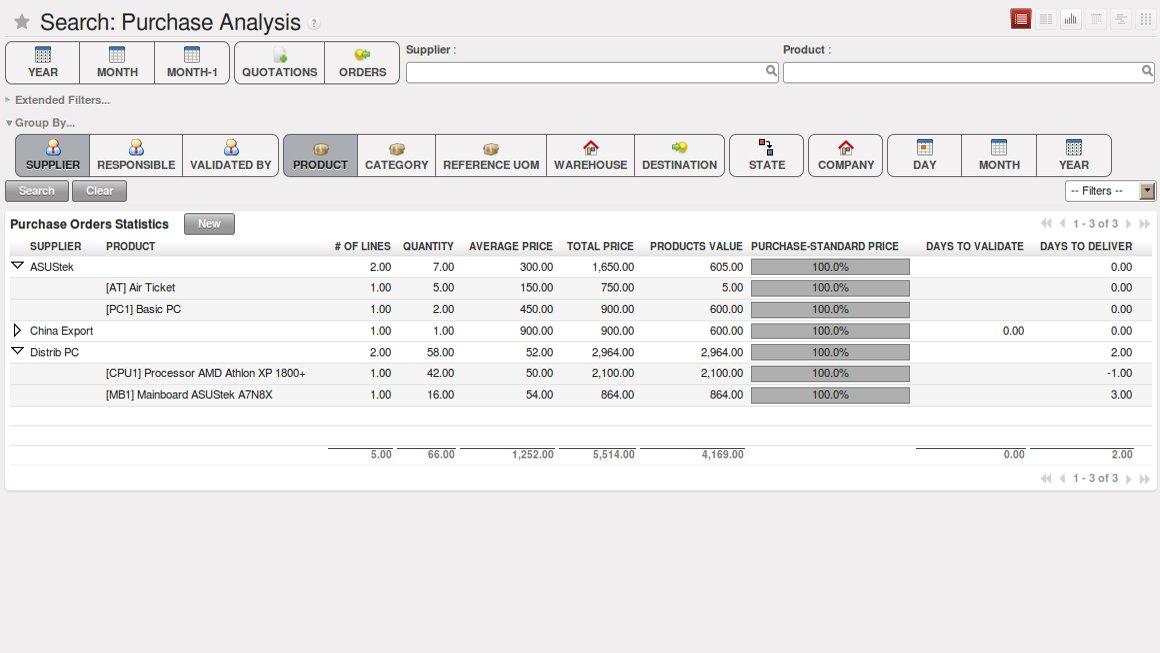 Search: Purchase Analysis ?
YEAR MONTH MONTH-1 QUOTATIONS ORDERS
Supplier : Product :
Extended Filters...
Group By...
SUPPLIER RESPONSIBLE VALIDATED BY PRODUCT CATEGORY REFERENCE UOM WAREHOUSE DESTINATION STATE COMPANY DAY MONTH YEAR
Search Clear -- Filters --
Purchase Orders Statistics New 1 - 3 of 3
SUPPLIER PRODUCT # OF LINES QUANTITY AVERAGE PRICE TOTAL PRICE PRODUCTS VALUE PURCHASE-STANDARD PRICE DAYS TO VALIDATE DAYS TO DELIVER
ASUStek 2.00 7.00 300.00 1,650.00 605.00 100.0% 0.00
[AT] Air Ticket 1.00 5.00 150.00 750.00 5.00 100.0% 0.00
[PC1] Basic PC 1.00 2.00 450.00 900.00 600.00 100.0% 0.00
China Export 1.00 1.00 900.00 900.00 600.00 100.0% 0.00 0.00
Distrib PC 2.00 58.00 52.00 2,964.00 2,964.00 100.0% 2.00
[CPU1] Processor AMD Athlon XP 1800+ 1.00 42.00 50.00 2,100.00 2,100.00 100.0% -1.00
[MB1] Mainboard ASUStek A7N8X 1.00 16.00 54.00 864.00 864.00 100.0% 3.00
5.00 66.00 1,252.00 5,514.00 4,169.00 0.00 2.00
1 - 3 of 3